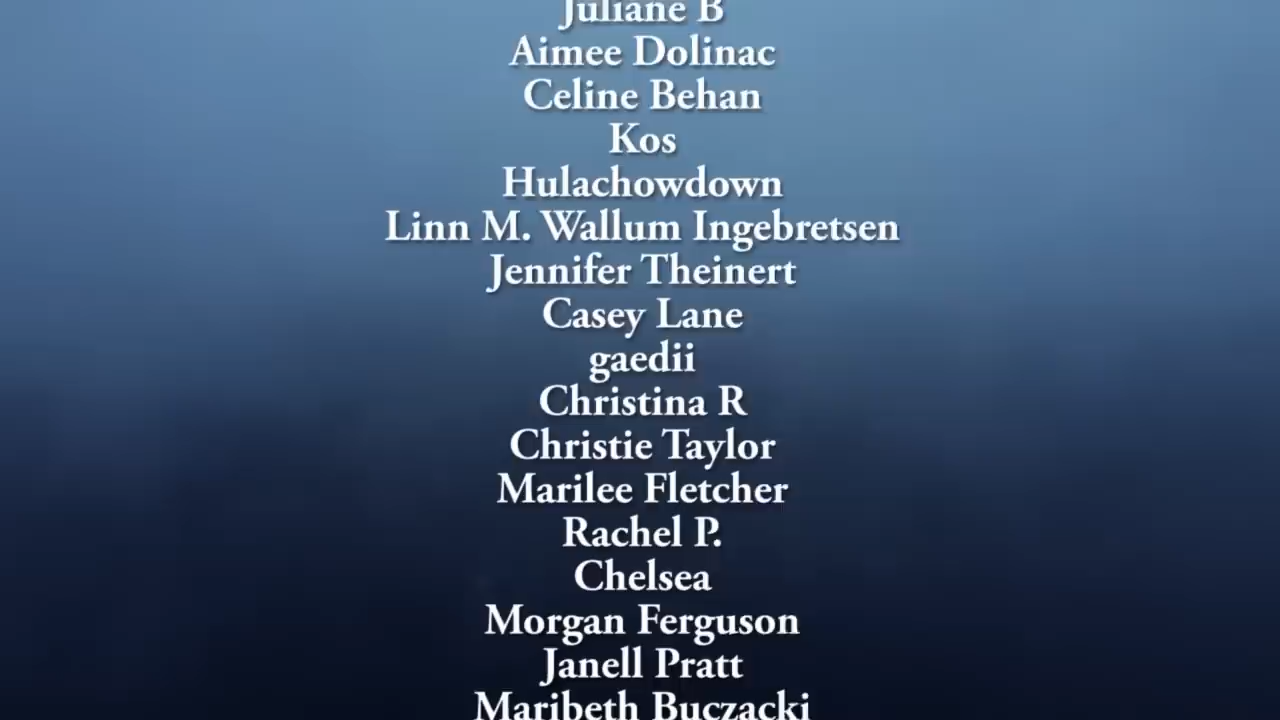 Juliane B
Aimee Dolinac
Celine Behan
Kos
Hulachowdown
Linn M. Wallum Ingebretsen
Jennifer Theinert
Casey Lane
gaedii
Christina R
Christie Taylor
Marilee Fletcher
Rachel P.
Chelsea
Morgan Ferguson
Janell Pratt
Maribeth Buczacki